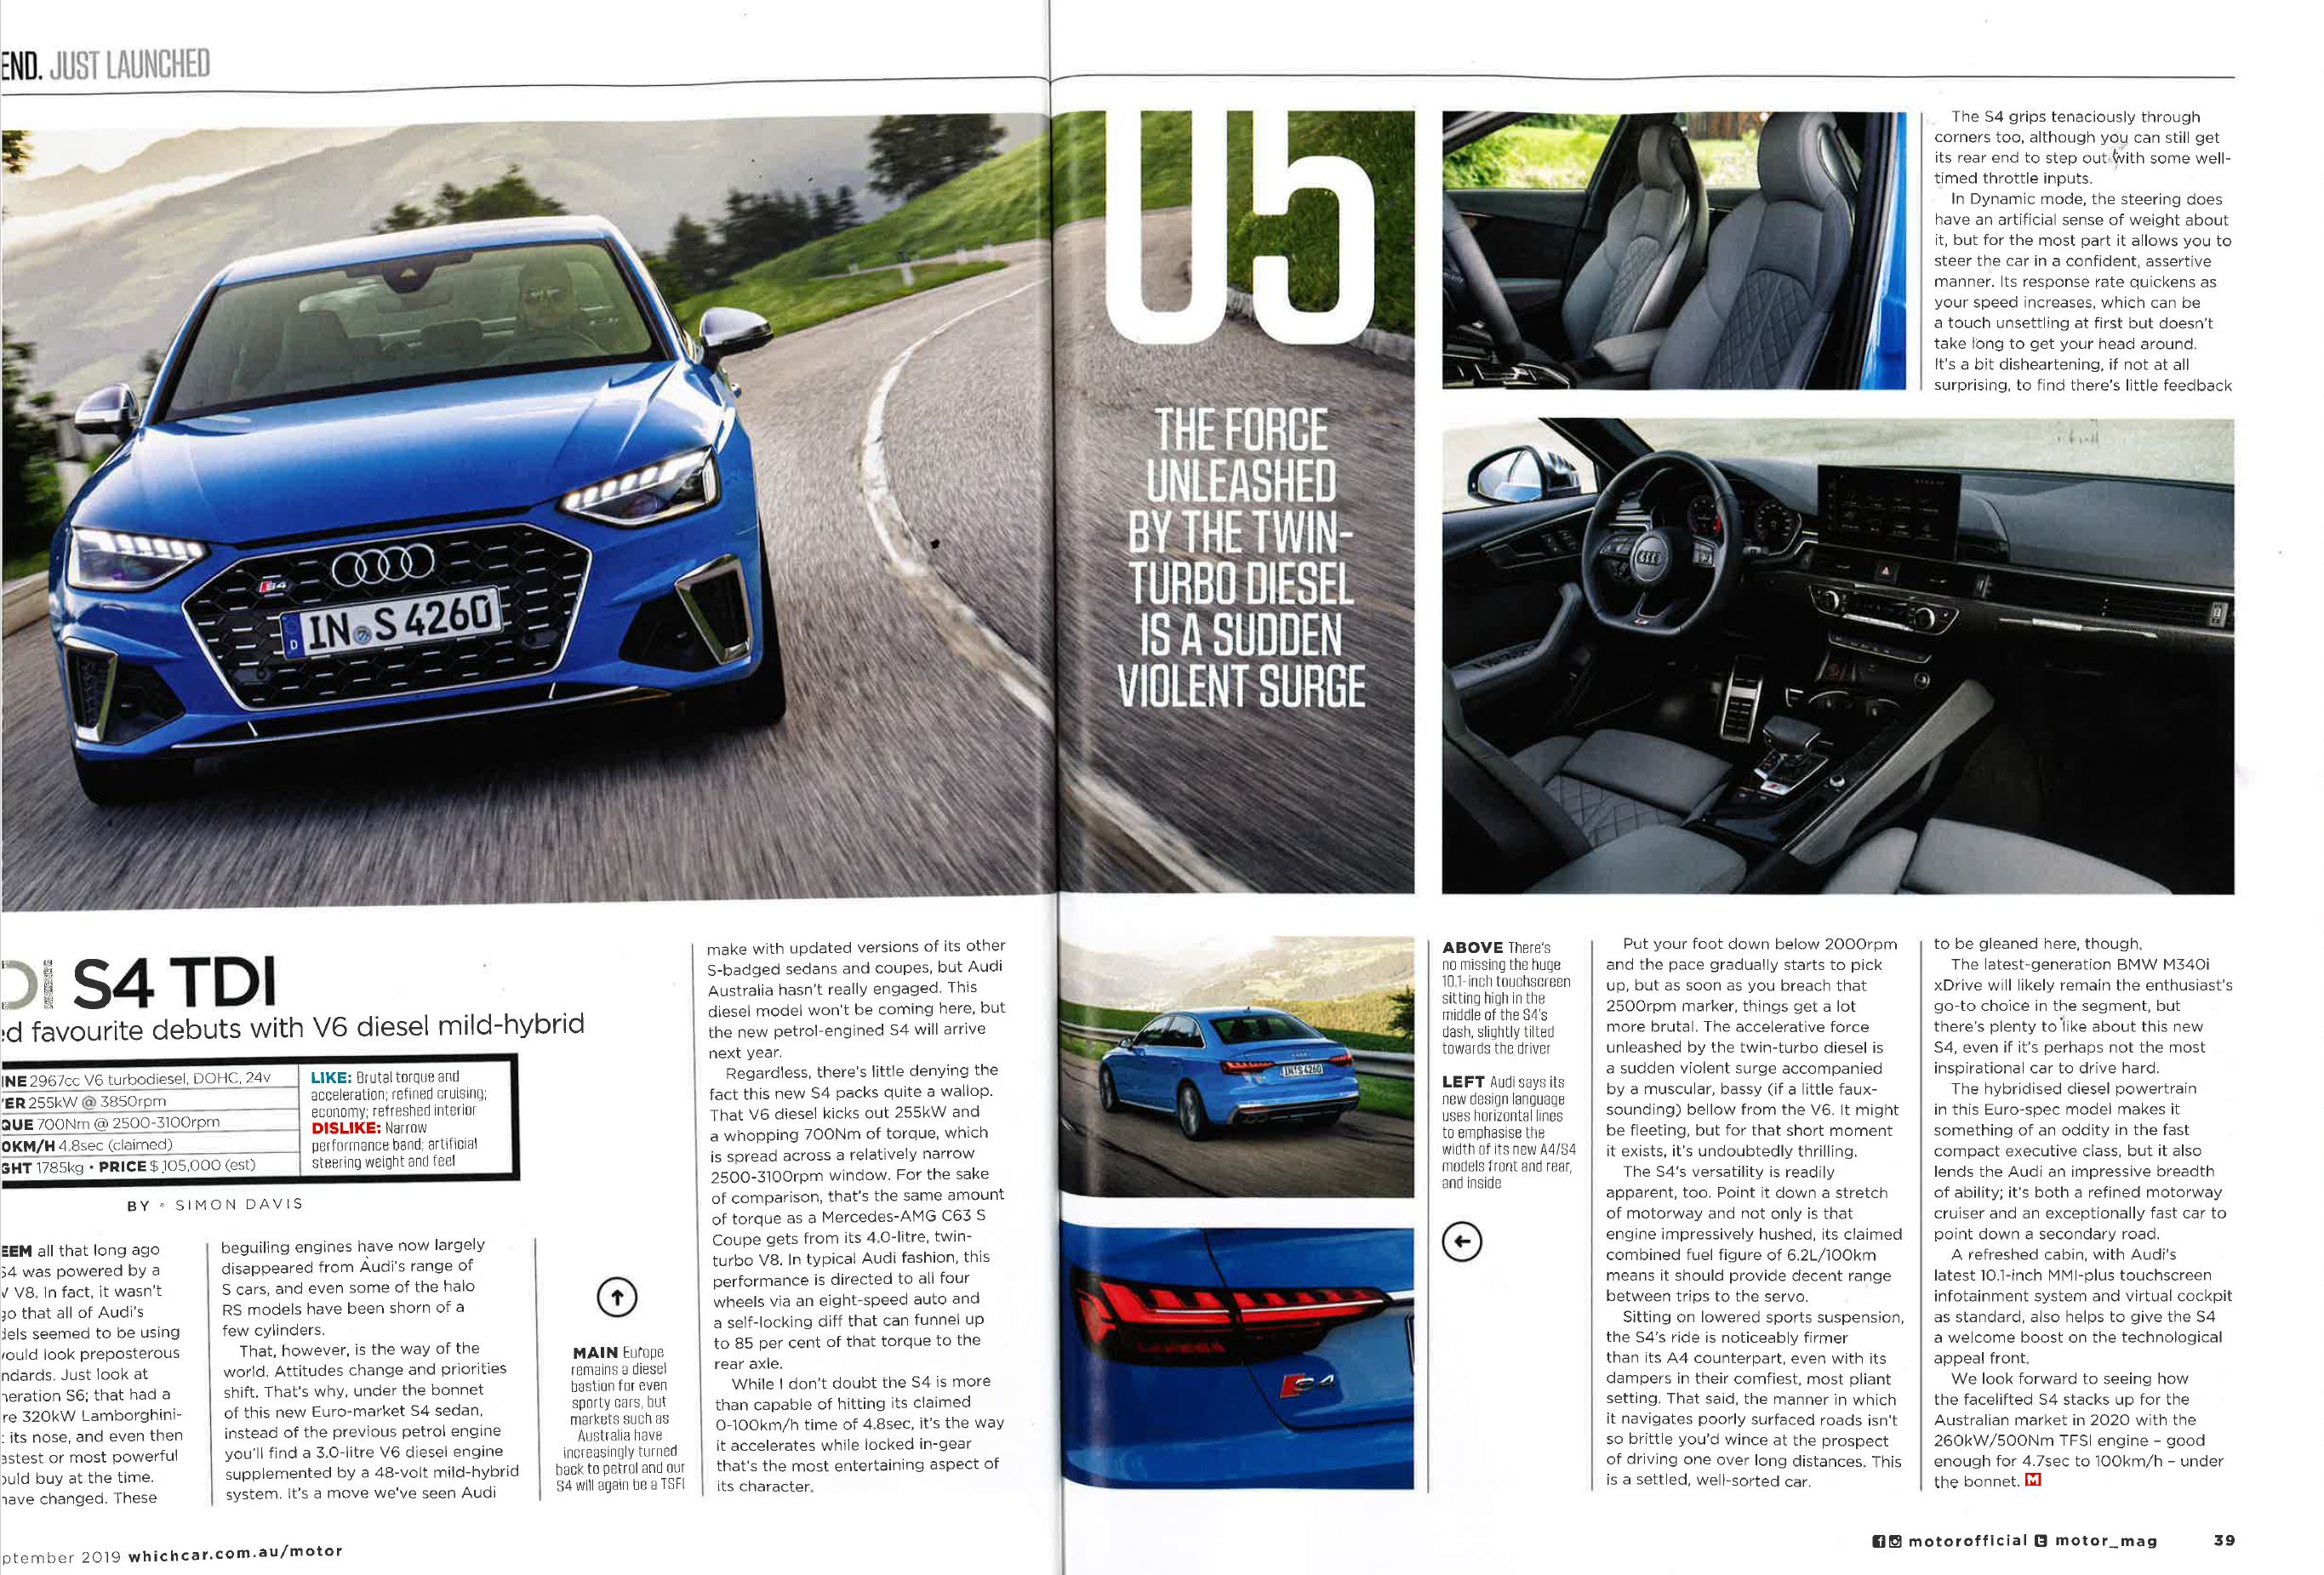 END. JUST LAUNCHED
05
THE FORCE
UNLEASHED
BY THE TWIN-
TURBO DIESEL
IS A SUDDEN
VIOLENT SURGE
S4
IN S 4260
D
DI S4 TDI
ed favourite debuts with V6 diesel mild-hybrid
INE 2967cc V6 turbodiesel, DOHC, 24v
ER 255kW @ 3850rpm
QUE 700Nm @ 2500-3100rpm
0KM/H 4.8sec (claimed)
GHT 1785kg • PRICE $105,000 (est)
LIKE: Brutal torque and
acceleration; refined cruising;
economy; refreshed interior
DISLIKE: Narrow
performance band; artificial
steering weight and feel
BY • SIMON DAVIS
EEM all that long ago
S4 was powered by a
V V8. In fact, it wasn't
go that all of Audi's
dels seemed to be using
ould look preposterous
ndards. Just look at
neration S6; that had a
re 320kW Lamborghini-
its nose, and even then
astest or most powerful
ould buy at the time.
have changed. These
beguiling engines have now largely
disappeared from Audi's range of
S cars, and even some of the halo
RS models have been shorn of a
few cylinders.
That, however, is the way of the
world. Attitudes change and priorities
shift. That's why, under the bonnet
of this new Euro-market S4 sedan,
instead of the previous petrol engine
you'll find a 3.0-litre V6 diesel engine
supplemented by a 48-volt mild-hybrid
system. It's a move we've seen Audi
MAIN Europe
remains a diesel
bastion for even
sporty cars, but
markets such as
Australia have
increasingly turned
back to petrol and our
S4 will again be a TSFI
make with updated versions of its other
S-badged sedans and coupes, but Audi
Australia hasn't really engaged. This
diesel model won't be coming here, but
the new petrol-engined S4 will arrive
next year.
Regardless, there's little denying the
fact this new S4 packs quite a wallop.
That V6 diesel kicks out 255kW and
a whopping 700Nm of torque, which
is spread across a relatively narrow
2500-3100rpm window. For the sake
of comparison, that's the same amount
of torque as a Mercedes-AMG C63 S
Coupe gets from its 4.0-litre, twin-
turbo V8. In typical Audi fashion, this
performance is directed to all four
wheels via an eight-speed auto and
a self-locking diff that can funnel up
to 85 per cent of that torque to the
rear axle.
While I don't doubt the S4 is more
than capable of hitting its claimed
0-100km/h time of 4.8sec, it's the way
it accelerates while locked in-gear
that's the most entertaining aspect of
its character.
IN S 4260
S4
ABOVE There's
no missing the huge
10.1-inch touchscreen
sitting high in the
middle of the S4's
dash, slightly tilted
towards the driver
LEFT Audi says its
new design language
uses horizontal lines
to emphasise the
width of its new A4/S4
models front and rear,
and inside
Put your foot down below 2000rpm
and the pace gradually starts to pick
up, but as soon as you breach that
2500rpm marker, things get a lot
more brutal. The accelerative force
unleashed by the twin-turbo diesel is
a sudden violent surge accompanied
by a muscular, bassy (if a little faux-
sounding) bellow from the V6. It might
be fleeting, but for that short moment
it exists, it's undoubtedly thrilling.
The S4's versatility is readily
apparent, too. Point it down a stretch
of motorway and not only is that
engine impressively hushed, its claimed
combined fuel figure of 6.2L/100km
means it should provide decent range
between trips to the servo.
Sitting on lowered sports suspension,
the S4's ride is noticeably firmer
than its A4 counterpart, even with its
dampers in their comfiest, most pliant
setting. That said, the manner in which
it navigates poorly surfaced roads isn't
so brittle you'd wince at the prospect
of driving one over long distances. This
is a settled, well-sorted car.
The S4 grips tenaciously through
corners too, although you can still get
its rear end to step out with some well-
timed throttle inputs.
In Dynamic mode, the steering does
have an artificial sense of weight about
it, but for the most part it allows you to
steer the car in a confident, assertive
manner. Its response rate quickens as
your speed increases, which can be
a touch unsettling at first but doesn't
take long to get your head around.
It's a bit disheartening, if not at all
surprising, to find there's little feedback
to be gleaned here, though.
The latest-generation BMW M340i
xDrive will likely remain the enthusiast's
go-to choice in the segment, but
there's plenty to like about this new
S4, even if it's perhaps not the most
inspirational car to drive hard.
The hybridised diesel powertrain
in this Euro-spec model makes it
something of an oddity in the fast
compact executive class, but it also
lends the Audi an impressive breadth
of ability; it's both a refined motorway
cruiser and an exceptionally fast car to
point down a secondary road.
A refreshed cabin, with Audi's
latest 10.1-inch MMI-plus touchscreen
infotainment system and virtual cockpit
as standard, also helps to give the S4
a welcome boost on the technological
appeal front.
We look forward to seeing how
the facelifted S4 stacks up for the
Australian market in 2020 with the
260kW/500Nm TFSI engine – good
enough for 4.7sec to 100km/h – under
the bonnet. M
ptember 2019 whichcar.com.au/motor
motorofficial motor_mag 39